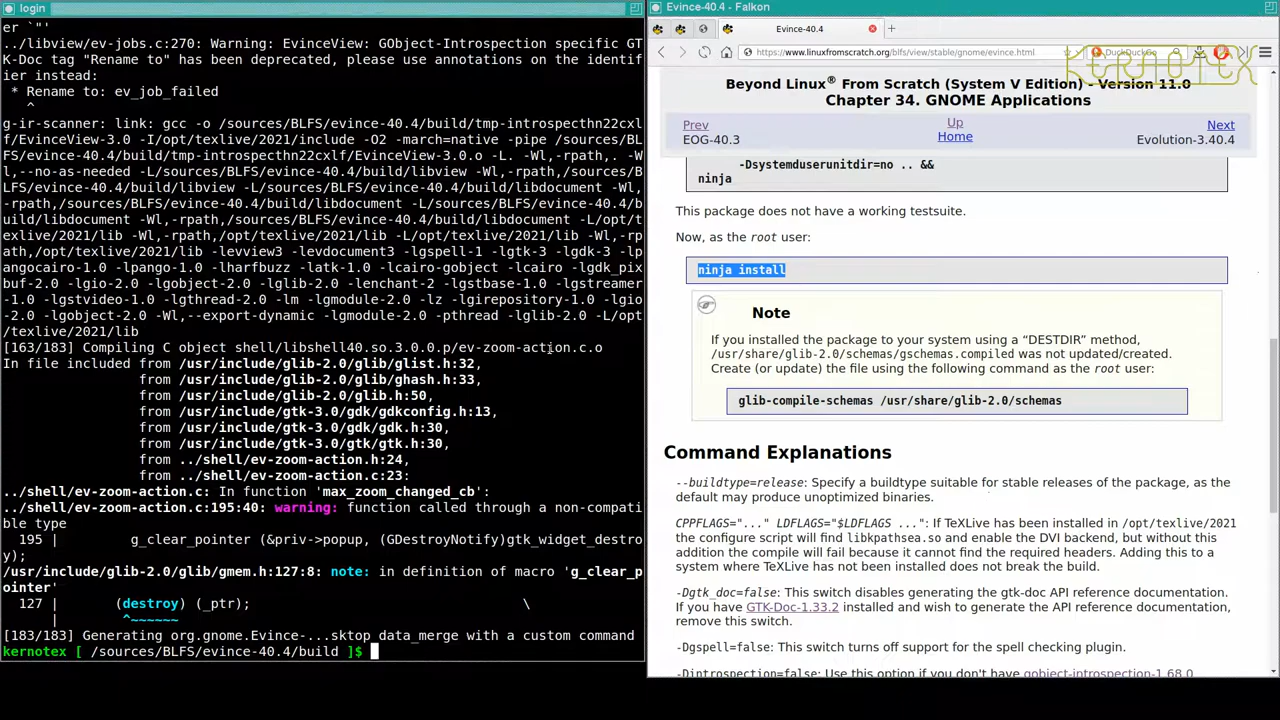 login
er `"'
../libview/ev-jobs.c:270: Warning: EvinceView: GObject-Introspection specific GT
K-Doc tag "Rename to" has been deprecated, please use annotations on the identif
ier instead:
 * Rename to: ev_job_failed
   ^
g-ir-scanner: link: gcc -o /sources/BLFS/evince-40.4/build/tmp-introspecthn22cxl
f/EvinceView-3.0 -I/opt/texlive/2021/include -O2 -march=native -pipe /sources/BL
FS/evince-40.4/build/tmp-introspecthn22cxlf/EvinceView-3.0.o -L. -Wl,-rpath,. -W
l,--no-as-needed -L/sources/BLFS/evince-40.4/build/libview -Wl,-rpath,/sources/B
LFS/evince-40.4/build/libview -L/sources/BLFS/evince-40.4/build/libdocument -Wl,
-rpath,/sources/BLFS/evince-40.4/build/libdocument -L/sources/BLFS/evince-40.4/b
uild/libdocument -Wl,-rpath,/sources/BLFS/evince-40.4/build/libdocument -L/opt/t
exlive/2021/lib -Wl,-rpath,/opt/texlive/2021/lib -L/opt/texlive/2021/lib -Wl,-rp
ath,/opt/texlive/2021/lib -levview3 -levdocument3 -lgspell-1 -lgtk-3 -lgdk-3 -lp
angocairo-1.0 -lpango-1.0 -lharfbuzz -latk-1.0 -lcairo-gobject -lcairo -lgdk_pix
buf-2.0 -lgio-2.0 -lgobject-2.0 -lglib-2.0 -lenchant-2 -lgstbase-1.0 -lgstreamer
-1.0 -lgstvideo-1.0 -lgthread-2.0 -lm -lgmodule-2.0 -lz -lgirepository-1.0 -lgio
-2.0 -lgobject-2.0 -Wl,--export-dynamic -lgmodule-2.0 -pthread -lglib-2.0 -L/opt
/texlive/2021/lib
[163/183] Compiling C object shell/libshell40.so.3.0.0.p/ev-zoom-action.c.o
In file included from /usr/include/glib-2.0/glib/glist.h:32,
                 from /usr/include/glib-2.0/glib/ghash.h:33,
                 from /usr/include/glib-2.0/glib.h:50,
                 from /usr/include/gtk-3.0/gdk/gdkconfig.h:13,
                 from /usr/include/gtk-3.0/gdk/gdk.h:30,
                 from /usr/include/gtk-3.0/gtk/gtk.h:30,
                 from ../shell/ev-zoom-action.h:24,
                 from ../shell/ev-zoom-action.c:23:
../shell/ev-zoom-action.c: In function 'max_zoom_changed_cb':
../shell/ev-zoom-action.c:195:40: warning: function called through a non-compati
ble type
  195 |         g_clear_pointer (&priv->popup, (GDestroyNotify)gtk_widget_destro
y);
/usr/include/glib-2.0/glib/gmem.h:127:8: note: in definition of macro 'g_clear_p
ointer'
  127 |       (destroy) (_ptr);                                  \
      |        ^~~~~~~
[183/183] Generating org.gnome.Evince-...sktop data_merge with a custom command
kernotex [ /sources/BLFS/evince-40.4/build ]$
Evince-40.4 - Falkon
Evince-40.4
https://www.linuxfromscratch.org/blfs/view/stable/gnome/evince.html
DuckDuckGo
KERNOTEX
Beyond Linux® From Scratch (System V Edition) - Version 11.0
Chapter 34. GNOME Applications
Prev Up Next
EOG-40.3 Home Evolution-3.40.4
-Dsystemduserunitdir=no .. &&
ninja
This package does not have a working testsuite.
Now, as the root user:
ninja install
Note
If you installed the package to your system using a “DESTDIR” method,
/usr/share/glib-2.0/schemas/gschemas.compiled was not updated/created.
Create (or update) the file using the following command as the root user:
glib-compile-schemas /usr/share/glib-2.0/schemas
Command Explanations
--buildtype=release: Specify a buildtype suitable for stable releases of the package, as the
default may produce unoptimized binaries.
CPPFLAGS="..." LDFLAGS="$LDFLAGS ...": If TeXLive has been installed in /opt/texlive/2021
the configure script will find libkpathsea.so and enable the DVI backend, but without this
addition the compile will fail because it cannot find the required headers. Adding this to a
system where TeXLive has not been installed does not break the build.
-Dgtk_doc=false: This switch disables generating the gtk-doc API reference documentation.
If you have GTK-Doc-1.33.2 installed and wish to generate the API reference documentation,
remove this switch.
-Dgspell=false: This switch turns off support for the spell checking plugin.
-Dintrospection=false: Use this option if you don't have gobject-introspection-1.68.0